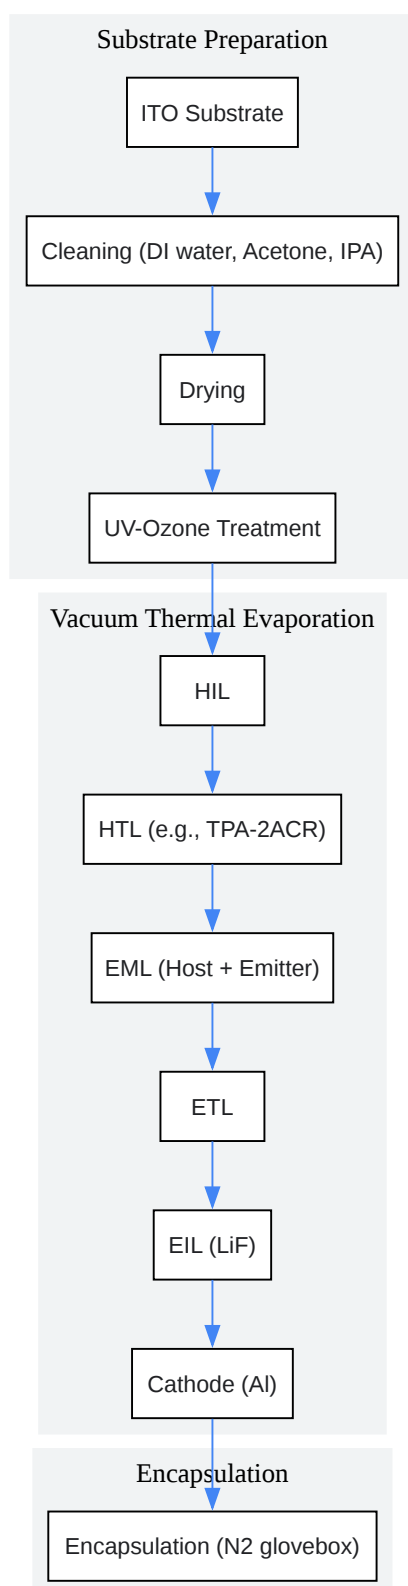 Substrate Preparation
ITO Substrate
Cleaning (DI water, Acetone, IPA)
Drying
UV-Ozone Treatment
Vacuum Thermal Evaporation
HIL
HTL (e.g., TPA-2ACR)
EML (Host + Emitter)
ETL
EIL (LiF)
Cathode (Al)
Encapsulation
Encapsulation (N2 glovebox)